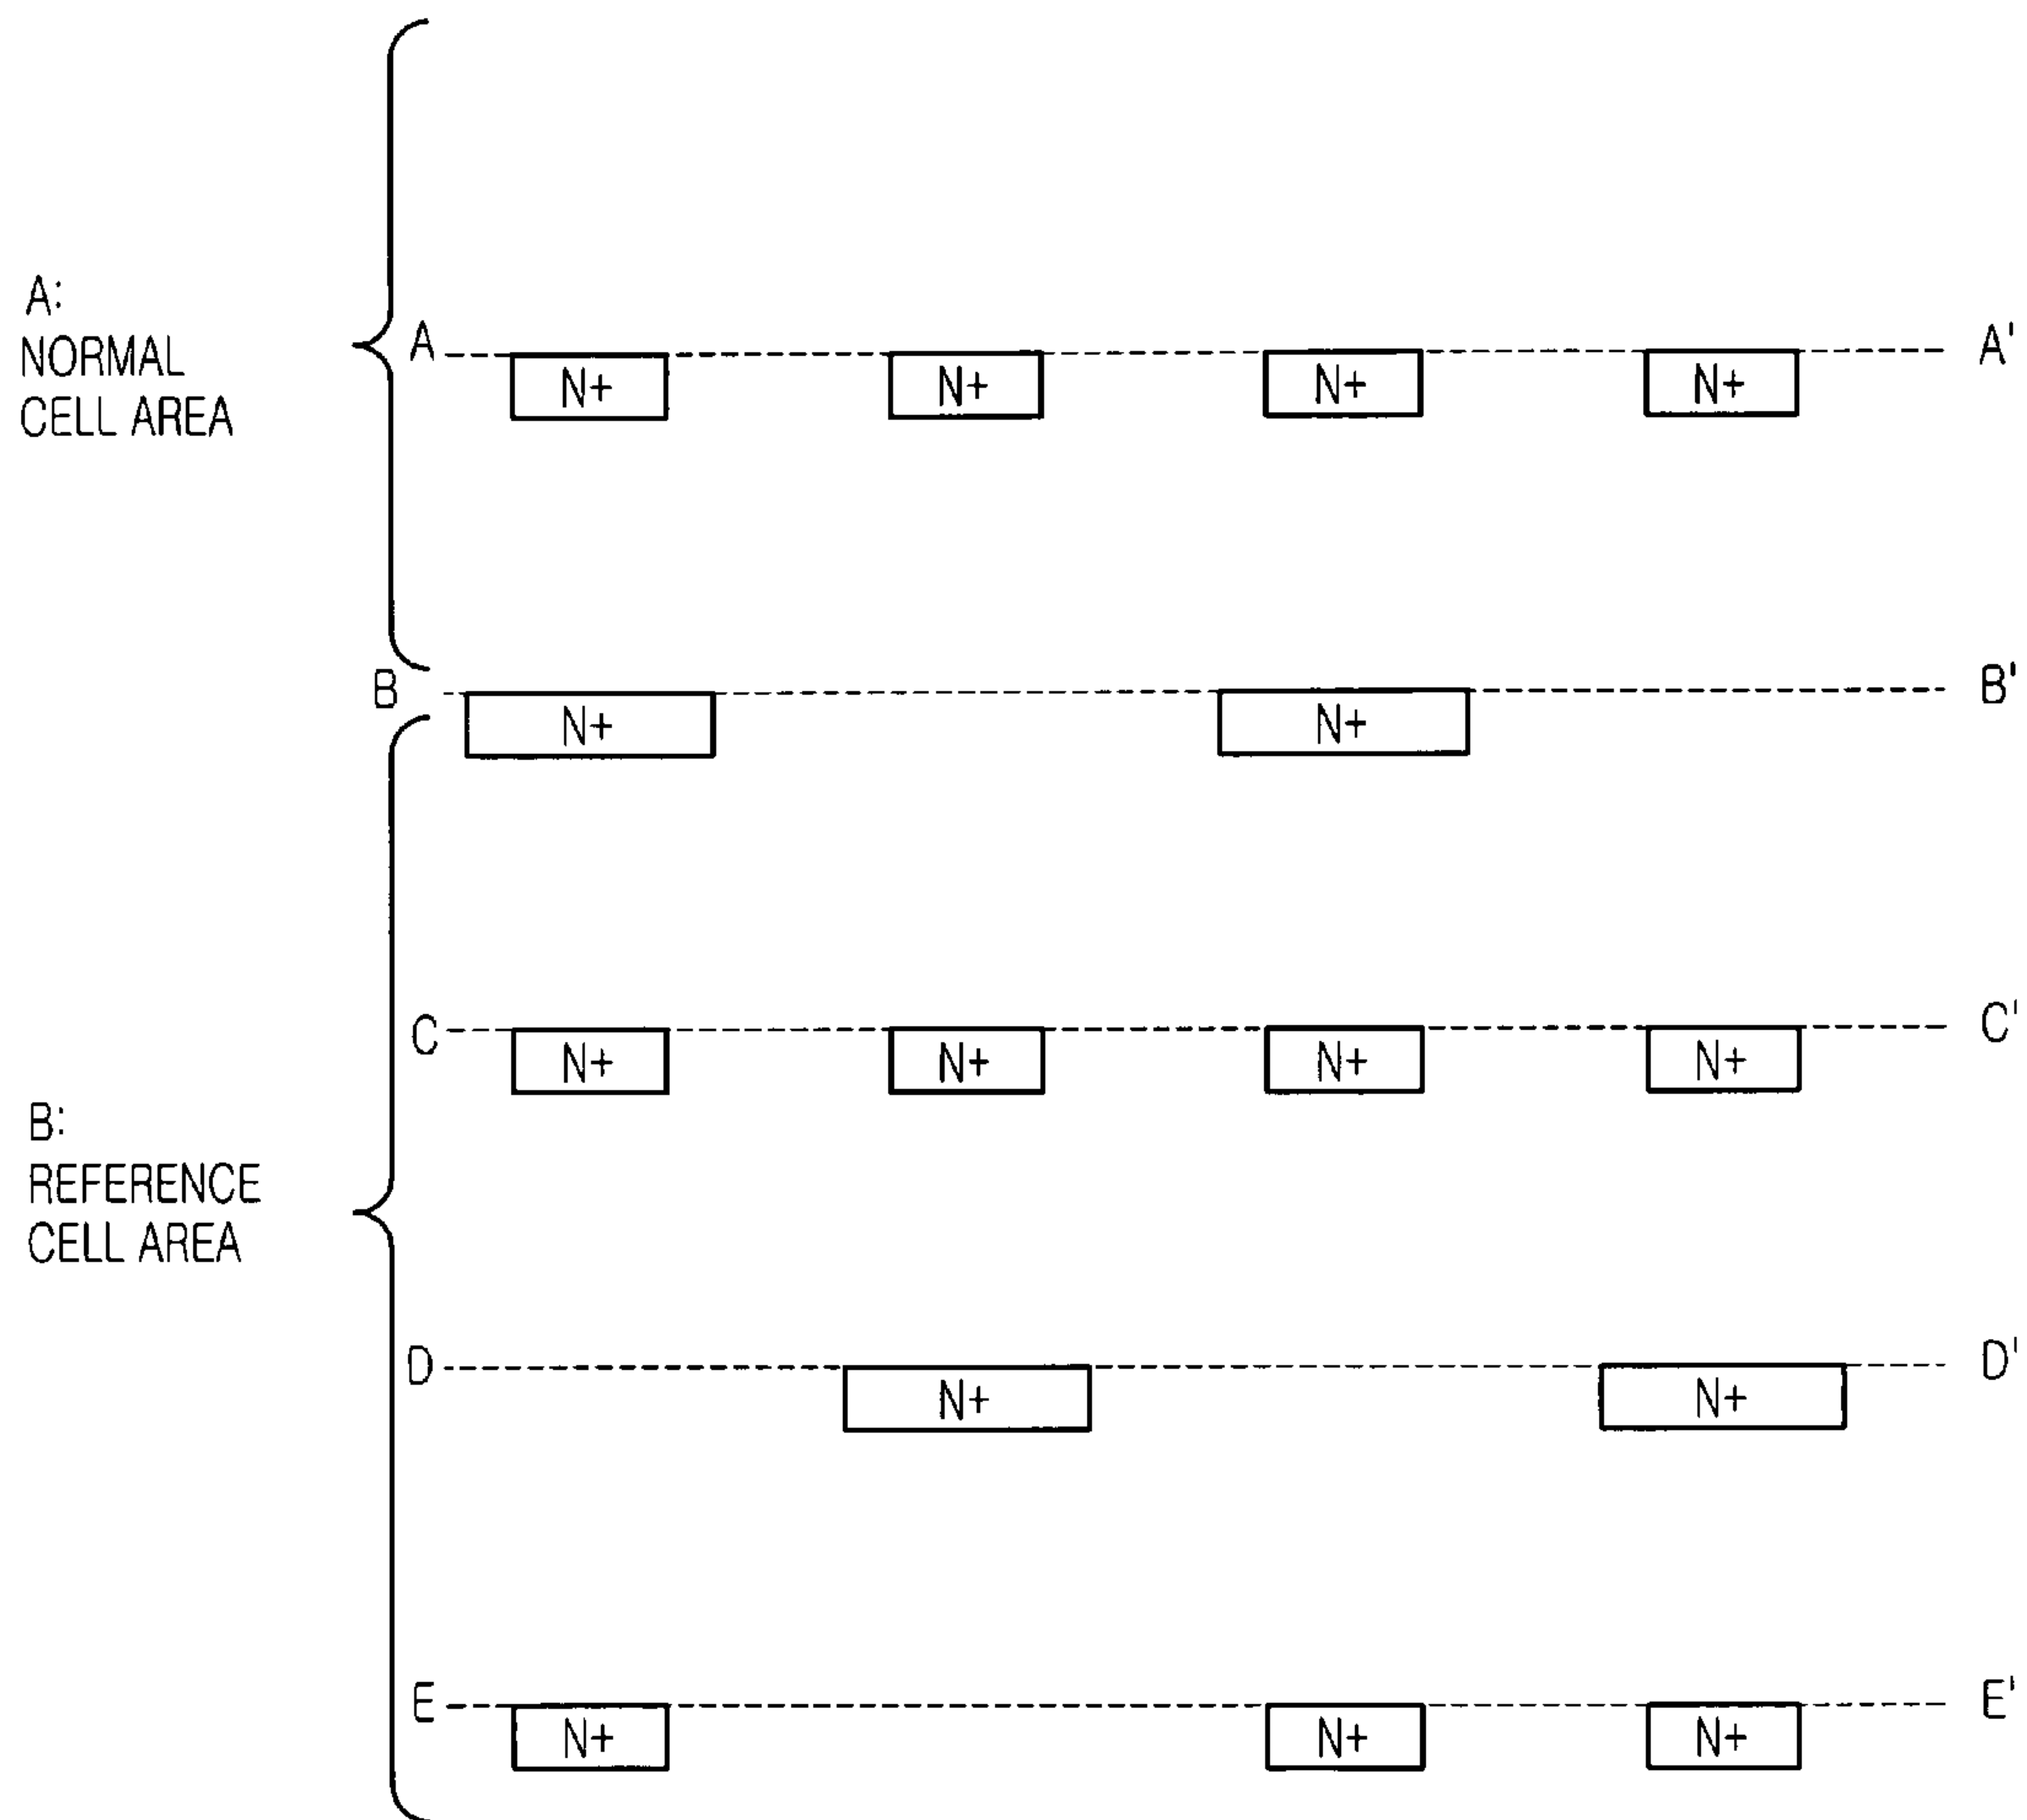 A:
NORMAL
CELL AREA
A A'
N+ N+ N+ N+
B B'
N+ N+
C C'
N+ N+ N+ N+
B:
REFERENCE
CELL AREA
D D'
N+ N+
E E'
N+ N+ N+